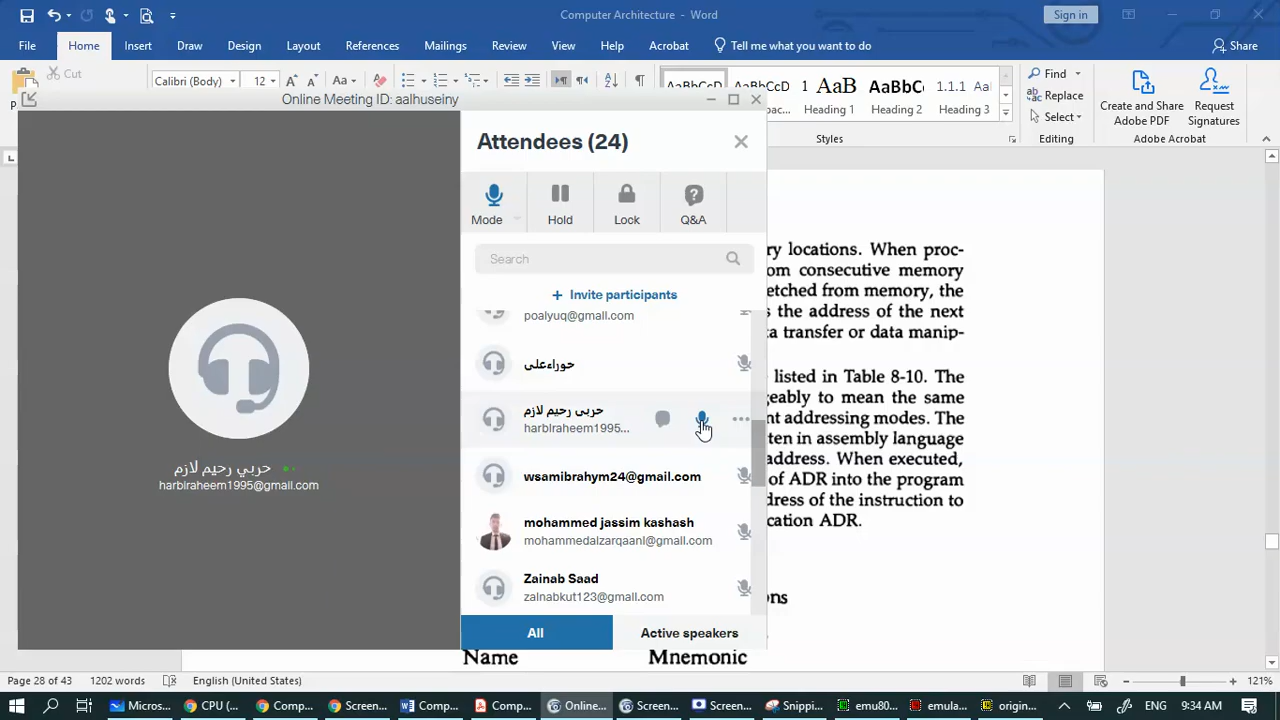 Computer Architecture - Word
Sign in
File Home Insert Draw Design Layout References Mailings Review View Help Acrobat Tell me what you want to do Share
Cut
Calibri (Body) 12 Aa
AaBbCcD AaBbCcD 1 AaB AaBbCc 1.1.1 AaB
Heading 1 Heading 2 Heading 3
Find
Replace
Select
Create and Share Adobe PDF
Request Signatures
Styles Editing Adobe Acrobat
Online Meeting ID: aalhuseiny
Attendees (24)
Mode Hold Lock Q&A
Search
+ Invite participants
poalyuq@gmail.com
حوراءعلي
حربي رحيم لازم
harbiraheem1995...
wsamibrahym24@gmail.com
mohammed jassim kashash
mohammedalzarqaanl@gmail.com
Zainab Saad
zalnabkut123@gmail.com
All Active speakers
حربي رحيم لازم
harbiraheem1995@gmail.com
ry locations. When proc-
om consecutive memory
etched from memory, the
s the address of the next
ta transfer or data manip-
listed in Table 8-10. The
geably to mean the same
nt addressing modes. The
ten in assembly language
address. When executed,
of ADR into the program
dress of the instruction to
cation ADR.
ns
Name Mnemonic
Page 28 of 43 1202 words English (United States) 121%
Micros... CPU (... Comp... Screen... Comp... Comp... Online... Screen... Screen... Snippi... emu80... emula... origin... ENG 9:34 AM